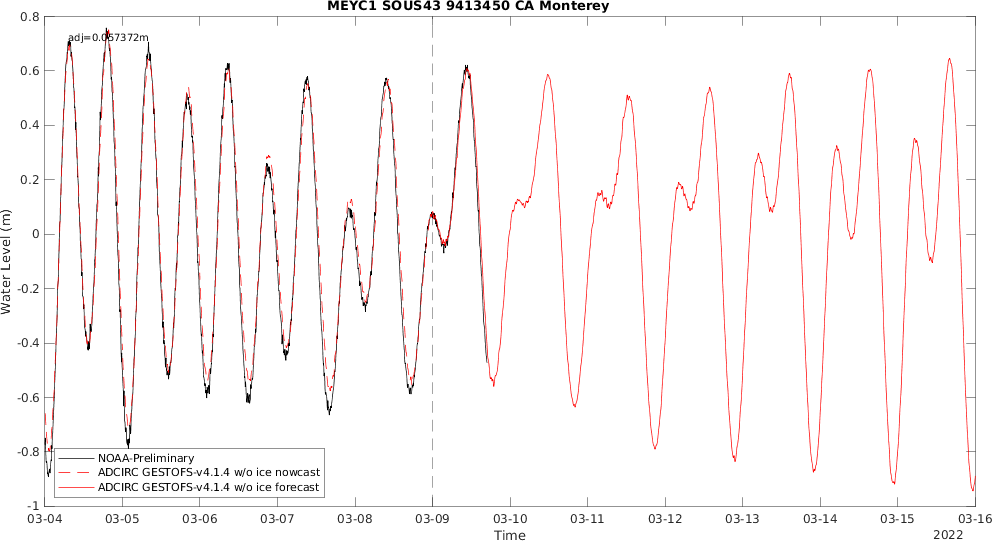 MEYC1 SOUS43 9413450 CA Monterey
adj=0.057372m
Water Level (m)
0.8
0.6
0.4
0.2
0
-0.2
-0.4
-0.6
-0.8
-1
NOAA-Preliminary
ADCIRC GESTOFS-v4.1.4 w/o ice nowcast
ADCIRC GESTOFS-v4.1.4 w/o ice forecast
03-04 03-05 03-06 03-07 03-08 03-09 03-10 03-11 03-12 03-13 03-14 03-15 03-16
Time
2022